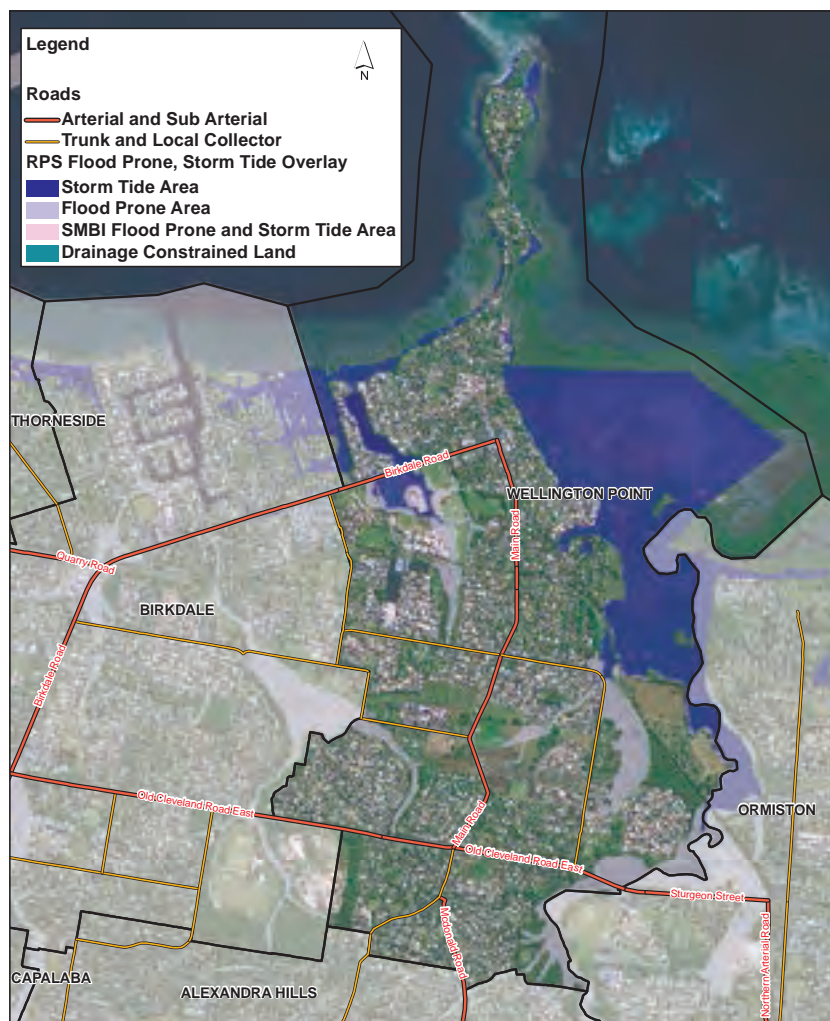 Legend
N
Roads
Arterial and Sub Arterial
Trunk and Local Collector
RPS Flood Prone, Storm Tide Overlay
Storm Tide Area
Flood Prone Area
SMBI Flood Prone and Storm Tide Area
Drainage Constrained Land
THORNESIDE
Birkdale Road
WELLINGTON POINT
Main Road
Quarry Road
BIRKDALE
Birkdale Road
Old Cleveland Road East
Main Road
ORMISTON
Old Cleveland Road East
Sturgeon Street
Mcdonald Road
Northern Arterial Road
CAPALABA
ALEXANDRA HILLS